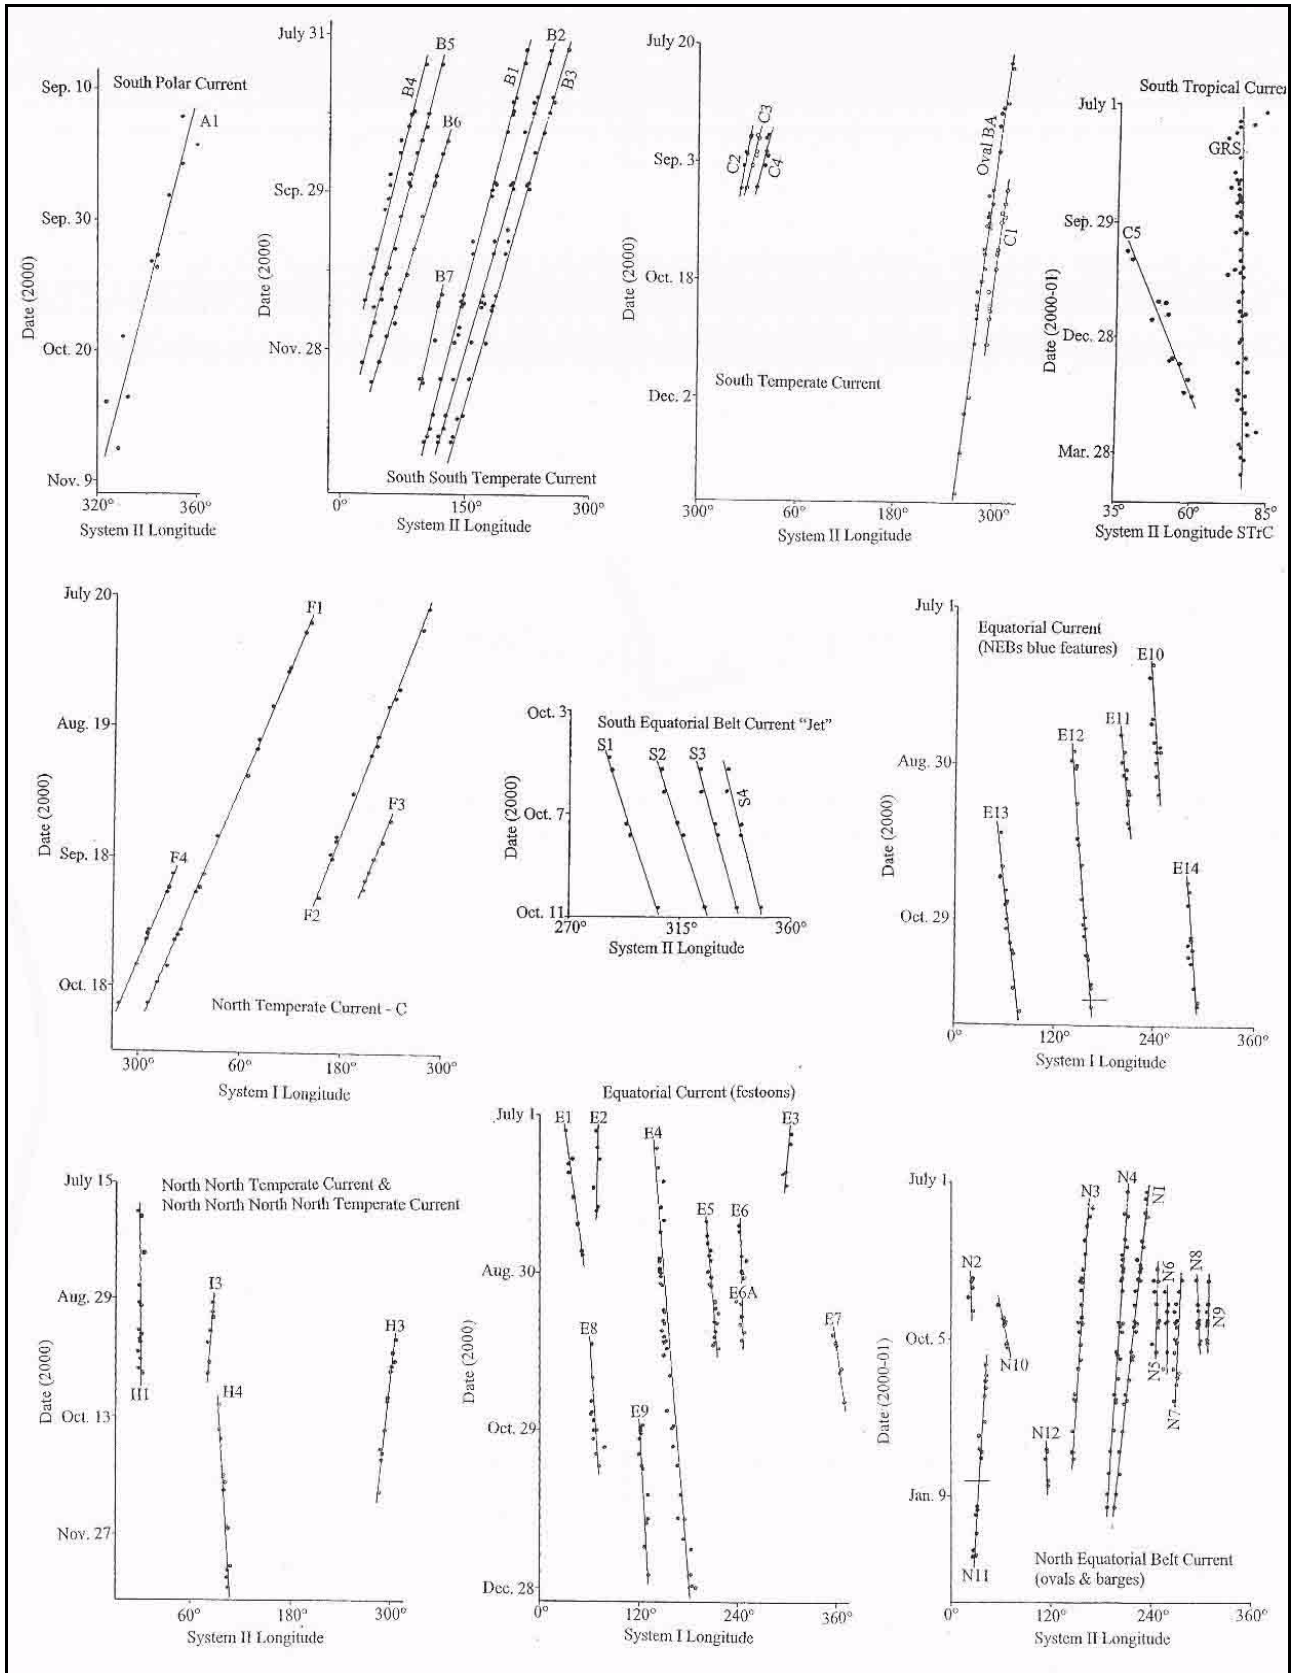 South Polar Current
Sep. 10
Sep. 30
Oct. 20
Nov. 9
A1
Date (2000)
320°
360°
System II Longitude
July 31
Sep. 29
Nov. 28
B4
B5
B6
B7
B1
B2
B3
Date (2000)
South South Temperate Current
0°
150°
300°
System II Longitude
July 20
Sep. 3
Oct. 18
Dec. 2
C2
C3
C4
Oval BA
C1
Date (2000)
South Temperate Current
300°
60°
180°
300°
System II Longitude
South Tropical Curre
July 1
Sep. 29
Dec. 28
Mar. 28
GRS
C5
Date (2000-01)
35°
60°
85°
System II Longitude STrC
July 20
Aug. 19
Sep. 18
Oct. 18
F1
F4
F3
F2
Date (2000)
North Temperate Current - C
300°
60°
180°
300°
System I Longitude
Oct. 3
Oct. 7
Oct. 11
South Equatorial Belt Current "Jet"
S1
S2
S3
S4
Date (2000)
270°
315°
360°
System II Longitude
July 1
Aug. 30
Oct. 29
Equatorial Current
(NEBs blue features)
E10
E11
E12
E13
E14
Date (2000)
0°
120°
240°
360°
System I Longitude
July 15
Aug. 29
Oct. 13
Nov. 27
North North Temperate Current &
North North North North Temperate Current
I3
H3
III
H4
Date (2000)
60°
180°
300°
System II Longitude
Equatorial Current (festoons)
July 1
Aug. 30
Oct. 29
Dec. 28
E1
E2
E4
E3
E5
E6
E6A
E7
E8
E9
Date (2000)
0°
120°
240°
360°
System I Longitude
July 1
Oct. 5
Jan. 9
N3
N4
N1
N2
N6
N8
N9
N10
N5
N7
N12
N11
Date (2000-01)
North Equatorial Belt Current
(ovals & barges)
0°
120°
240°
360°
System II Longitude